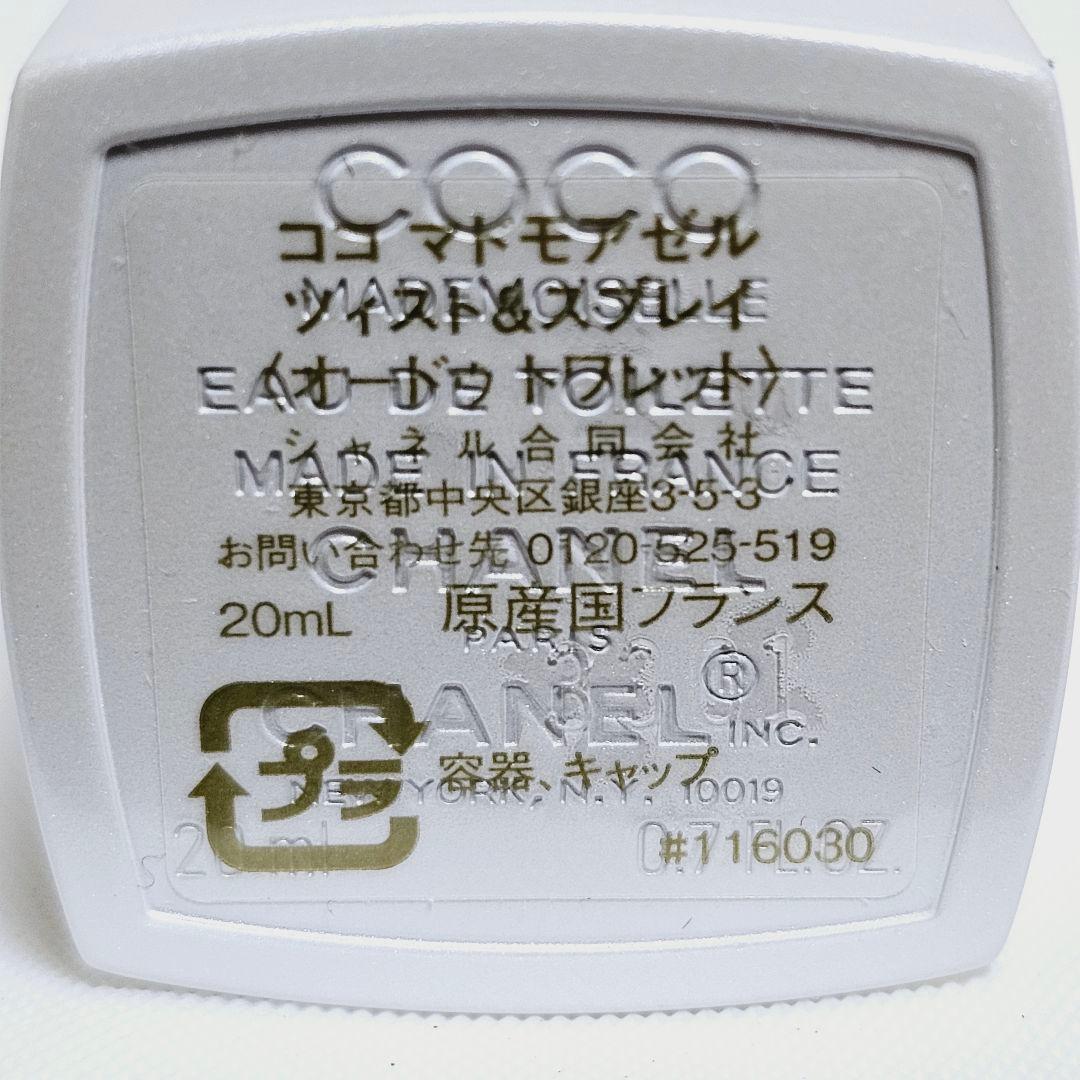 COCO
ココ マドモアゼル
MADEMOISELLE
ツイスト&スプレイ
〈オードゥ トワレット〉
EAU DE TOILETTE
シャネル合同会社
MADE IN FRANCE
東京都中央区銀座3-5-3
お問い合わせ先 0120-525-519
CHANEL
20mL 原産国フランス
PARIS
CHANEL® INC.
プラ 容器、キャップ
NEW YORK, N.Y. 10019
#116030
s 20 ml 0.7 FL.OZ.